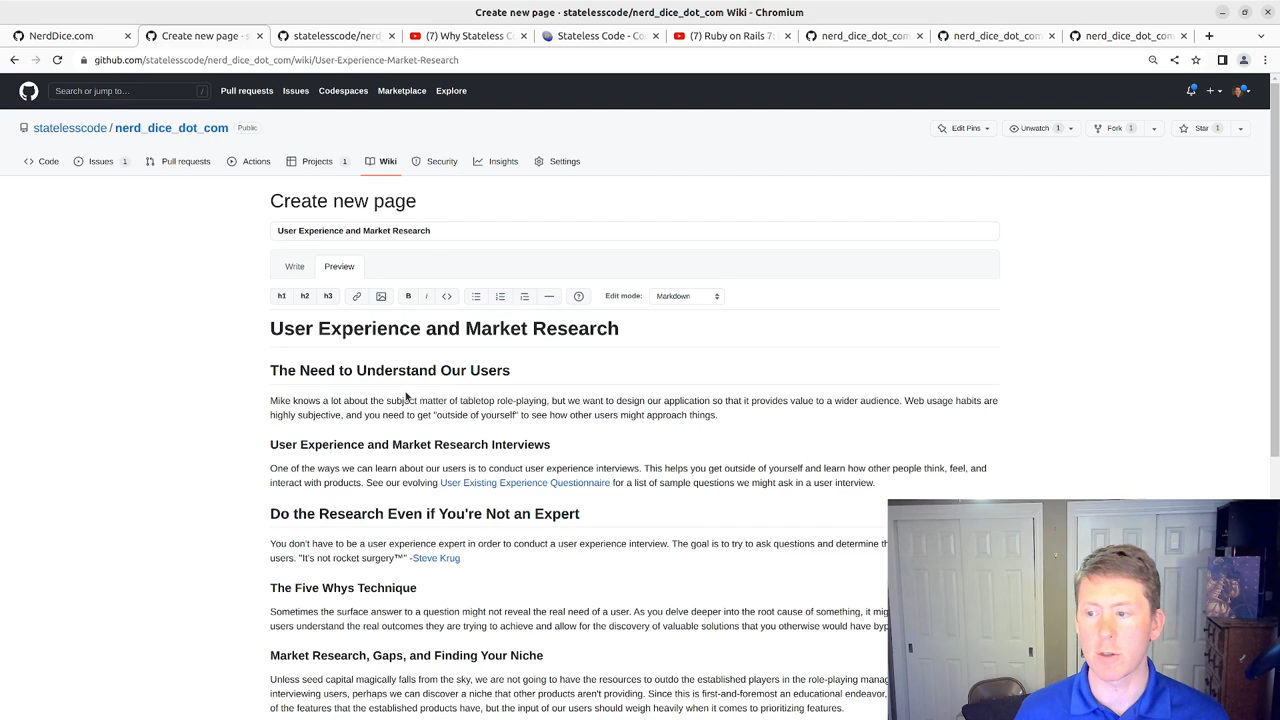 Create new page · statelesscode/nerd_dice_dot_com Wiki - Chromium
NerdDice.com
Create new page · s
statelesscode/nerd_
(7) Why Stateless C
Stateless Code - Co
(7) Ruby on Rails 7:
nerd_dice_dot_com
nerd_dice_dot_com
nerd_dice_dot_com
github.com/statelesscode/nerd_dice_dot_com/wiki/User-Experience-Market-Research
Search or jump to…
/
Pull requests
Issues
Codespaces
Marketplace
Explore
statelesscode / nerd_dice_dot_com
Public
Edit Pins
Unwatch 1
Fork 1
Star 1
Code
Issues 1
Pull requests
Actions
Projects 1
Wiki
Security
Insights
Settings
Create new page
User Experience and Market Research
Write
Preview
h1
h2
h3
B
i
Edit mode:
Markdown
User Experience and Market Research
The Need to Understand Our Users
Mike knows a lot about the subject matter of tabletop role-playing, but we want to design our application so that it provides value to a wider audience. Web usage habits are
highly subjective, and you need to get "outside of yourself" to see how other users might approach things.
User Experience and Market Research Interviews
One of the ways we can learn about our users is to conduct user experience interviews. This helps you get outside of yourself and learn how other people think, feel, and
interact with products. See our evolving User Existing Experience Questionnaire for a list of sample questions we might ask in a user interview.
Do the Research Even if You're Not an Expert
You don't have to be a user experience expert in order to conduct a user experience interview. The goal is to try to ask questions and determine th
users. "It's not rocket surgery™" -Steve Krug
The Five Whys Technique
Sometimes the surface answer to a question might not reveal the real need of a user. As you delve deeper into the root cause of something, it mig
users understand the real outcomes they are trying to achieve and allow for the discovery of valuable solutions that you otherwise would have byp
Market Research, Gaps, and Finding Your Niche
Unless seed capital magically falls from the sky, we are not going to have the resources to outdo the established players in the role-playing manag
interviewing users, perhaps we can discover a niche that other products aren't providing. Since this is first-and-foremost an educational endeavor,
of the features that the established products have, but the input of our users should weigh heavily when it comes to prioritizing features.